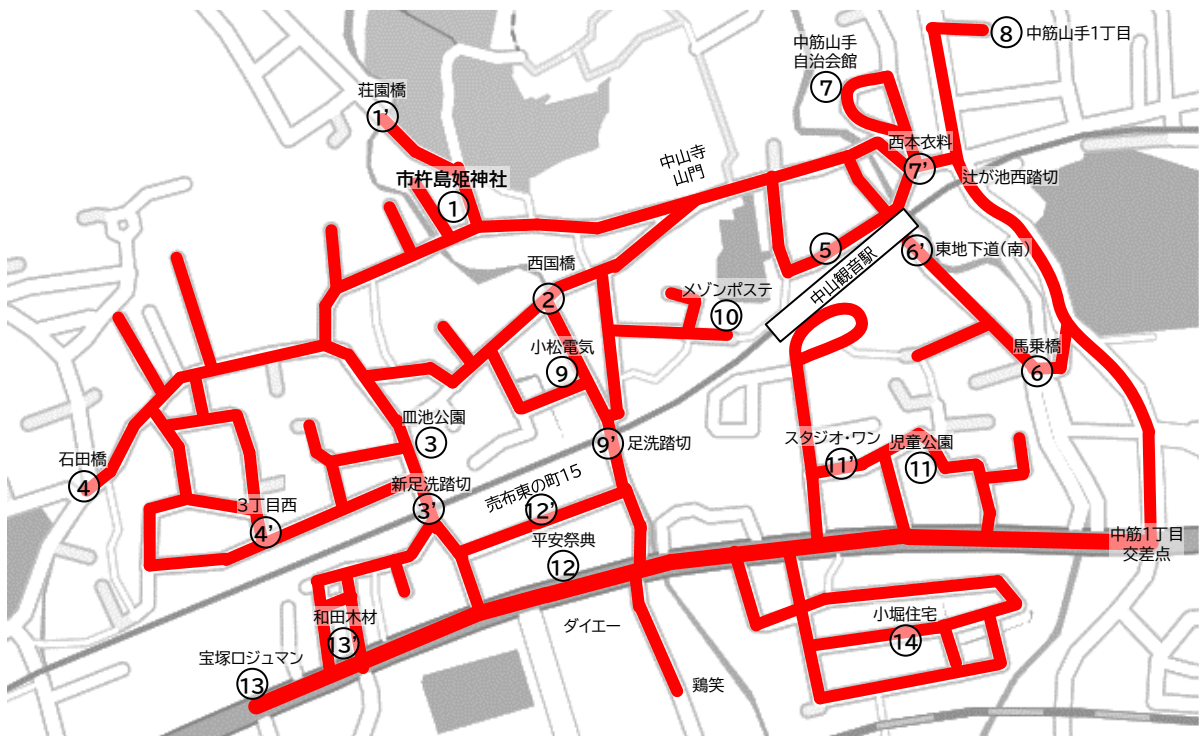 8
中筋山手1丁目
中筋山手
自治会館
7
荘園橋
1'
西本衣料
7'
中山寺
山門
市杵島姫神社
1
辻が池西踏切
5
6'
東地下道(南)
中山観音駅
西国橋
2
メゾンポステ
10
小松電気
9
馬乗橋
6
皿池公園
3
9'
足洗踏切
スタジオ・ワン
11'
児童公園
11
石田橋
4
新足洗踏切
3'
売布東の町15
12'
3丁目西
4'
平安祭典
12
中筋1丁目
交差点
和田木材
13'
ダイエー
小堀住宅
14
宝塚ロジュマン
13
鶏笑